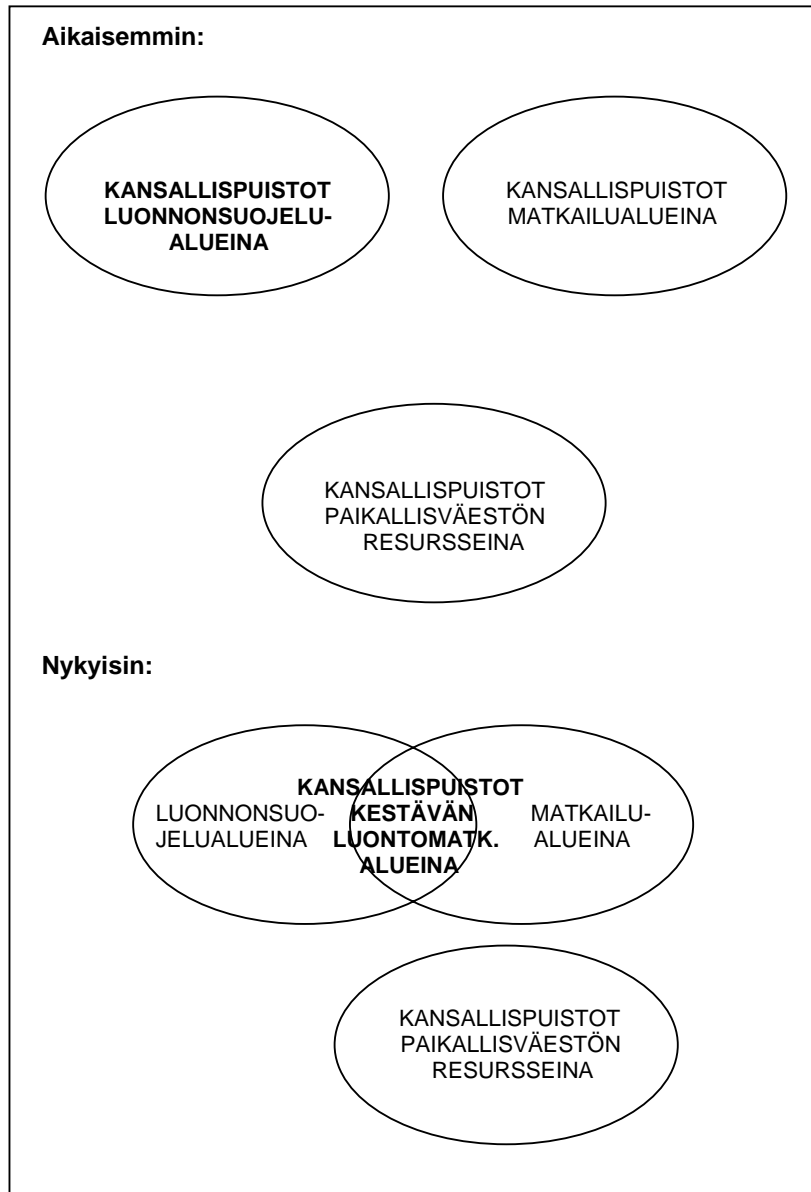 Aikaisemmin:
KANSALLISPUISTOT
LUONNONSUOJELU-
ALUEINA
KANSALLISPUISTOT
MATKAILUALUEINA
KANSALLISPUISTOT
PAIKALLISVÄESTÖN
RESURSSEINA
Nykyisin:
LUONNONSUO-
JELUALUEINA
KANSALLISPUISTOT
KESTÄVÄN
LUONTOMATK.
ALUEINA
MATKAILU-
ALUEINA
KANSALLISPUISTOT
PAIKALLISVÄESTÖN
RESURSSEINA